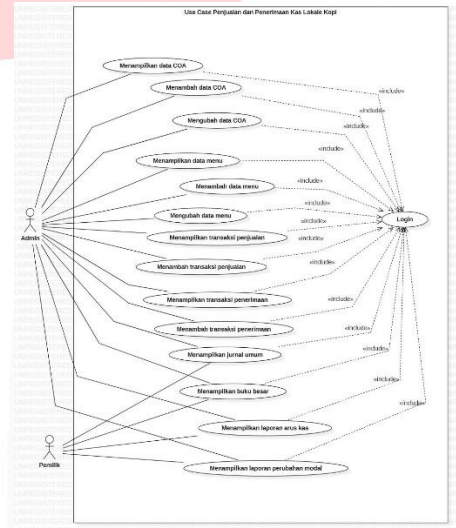 Use Case Penjualan dan Penerimaan Kas Lokale Kopi
Menampilkan data COA
Menambah data COA
«include»
«include»
Mengubah data COA
«include»
«include»
Menampilkan data menu
«include»
Menambah data menu
«include»
Mengubah data menu
«include»
Login
Admin
Menampilkan transaksi penjualan
«include»
Menambah transaksi penjualan
«include»
Menampilkan transaksi penerimaan
«include»
Menambah transaksi penerimaan
«include»
Menampilkan jurnal umum
«include»
Menampilkan buku besar
«include»
Menampilkan laporan arus kas
«include»
Pemilik
Menampilkan laporan perubahan modal